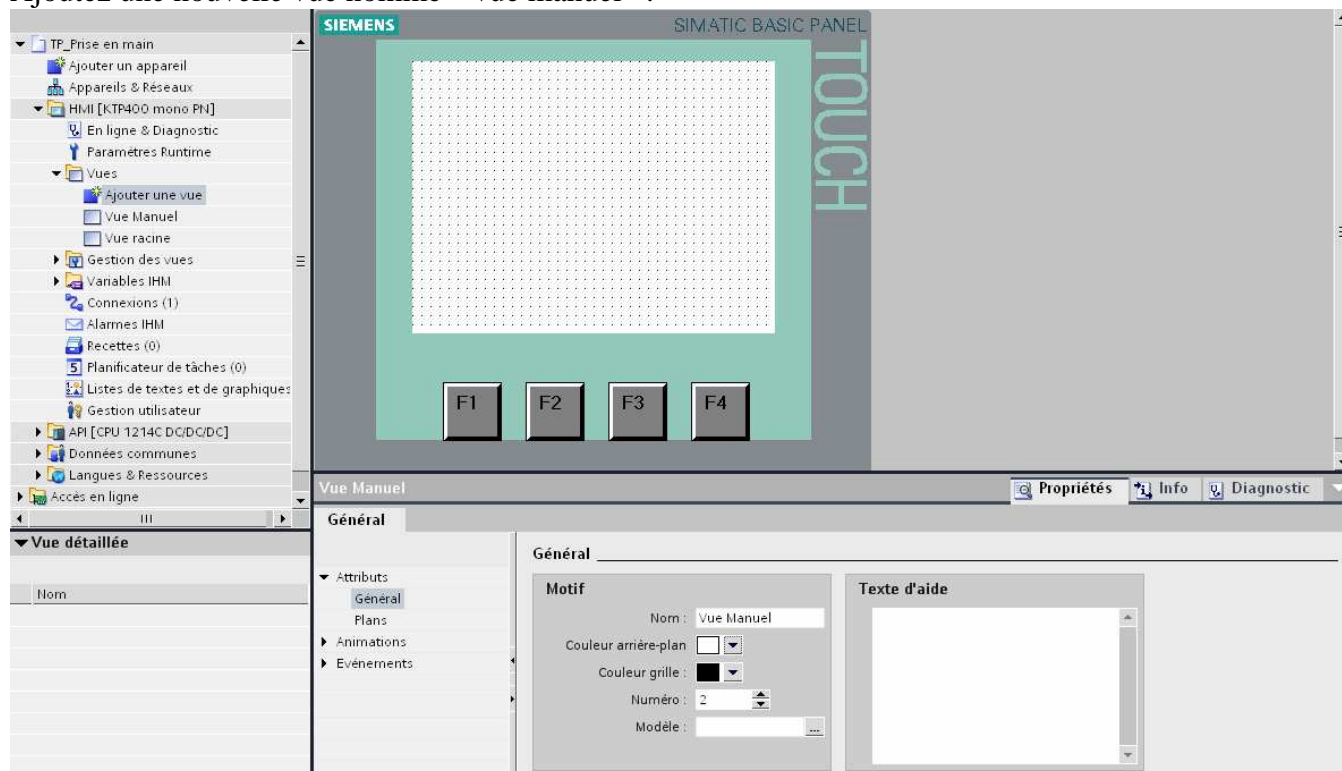 Ajoutez une nouvelle vue nommé « vue manuel ».
SIEMENS
SIMATIC BASIC PANEL
TOUCH
TP_Prise en main
Ajouter un appareil
Appareils & Réseaux
HMI [KTP400 mono PN]
En ligne & Diagnostic
Paramètres Runtime
Vues
Ajouter une vue
Vue Manuel
Vue racine
Gestion des vues
Variables IHM
Connexions (1)
Alarmes IHM
Recettes (0)
Planificateur de tâches (0)
Listes de textes et de graphiques
Gestion utilisateur
API [CPU 1214C DC/DC/DC]
Données communes
Langues & Ressources
Accès en ligne
F1 F2 F3 F4
Vue détaillée
Nom
Vue Manuel
Propriétés Info Diagnostic
Général
Attributs
Général
Plans
Animations
Evénements
Général
Motif
Nom : Vue Manuel
Couleur arrière-plan
Couleur grille :
Numéro : 2
Modèle : ...
Texte d'aide